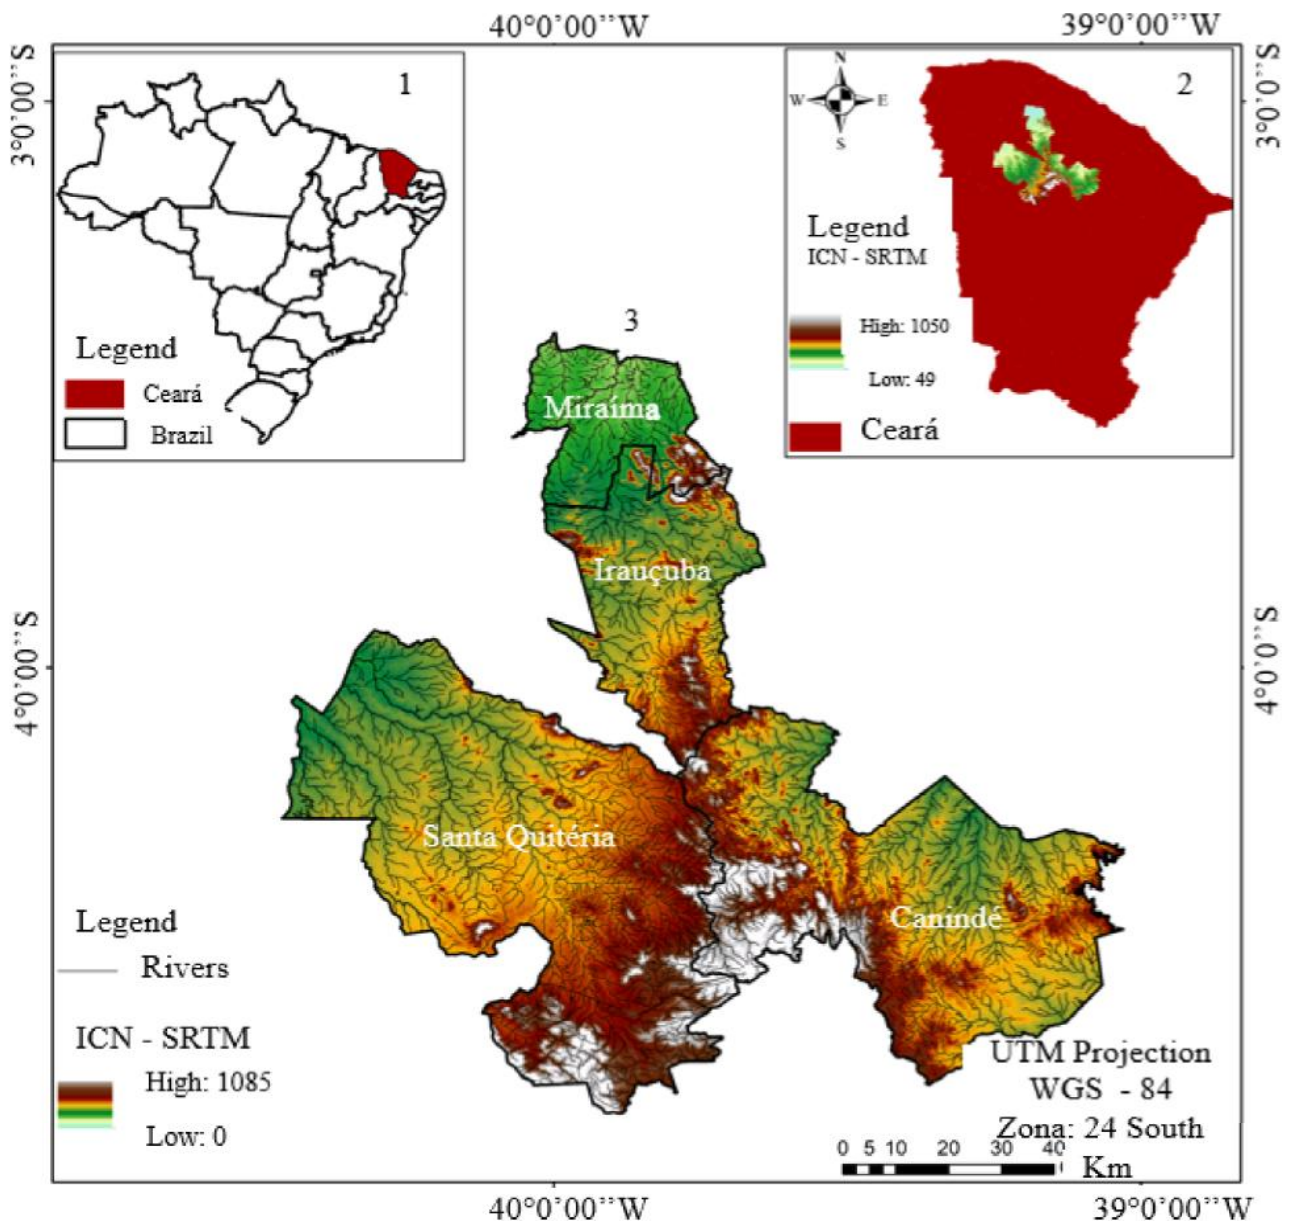 40°0'00''W
39°0'00''W
3°0'00''S
3°0'0''S
1
Legend
Ceará
Brazil
2
N
W
E
S
Legend
ICN - SRTM
High: 1050
Low: 49
Ceará
3
Miraíma
Irauçuba
4°0'00''S
4°0'0''S
Santa Quitéria
Canindé
Legend
Rivers
ICN - SRTM
High: 1085
Low: 0
UTM Projection
WGS - 84
Zona: 24 South
0 5 10 20 30 40
Km
40°0'00''W
39°0'00''W